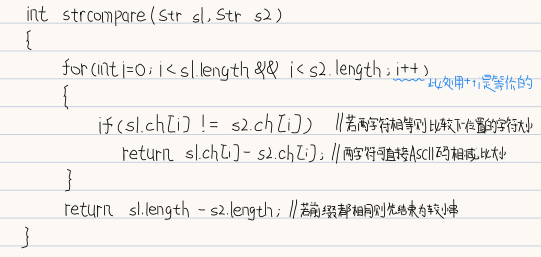 int strcompare(Str s1, Str s2)
{
for(int i=0; i<s1.length && i<s2.length; i++)
此处用++i是等价的
{
if(s1.ch[i] != s2.ch[i]) //若两字符相等则比较下一位置的字符大小
return s1.ch[i]-s2.ch[i]; //两字符可直接ASCII码相减比大小
}
return s1.length-s2.length; //若前缀都相同则先结束为较小串
}